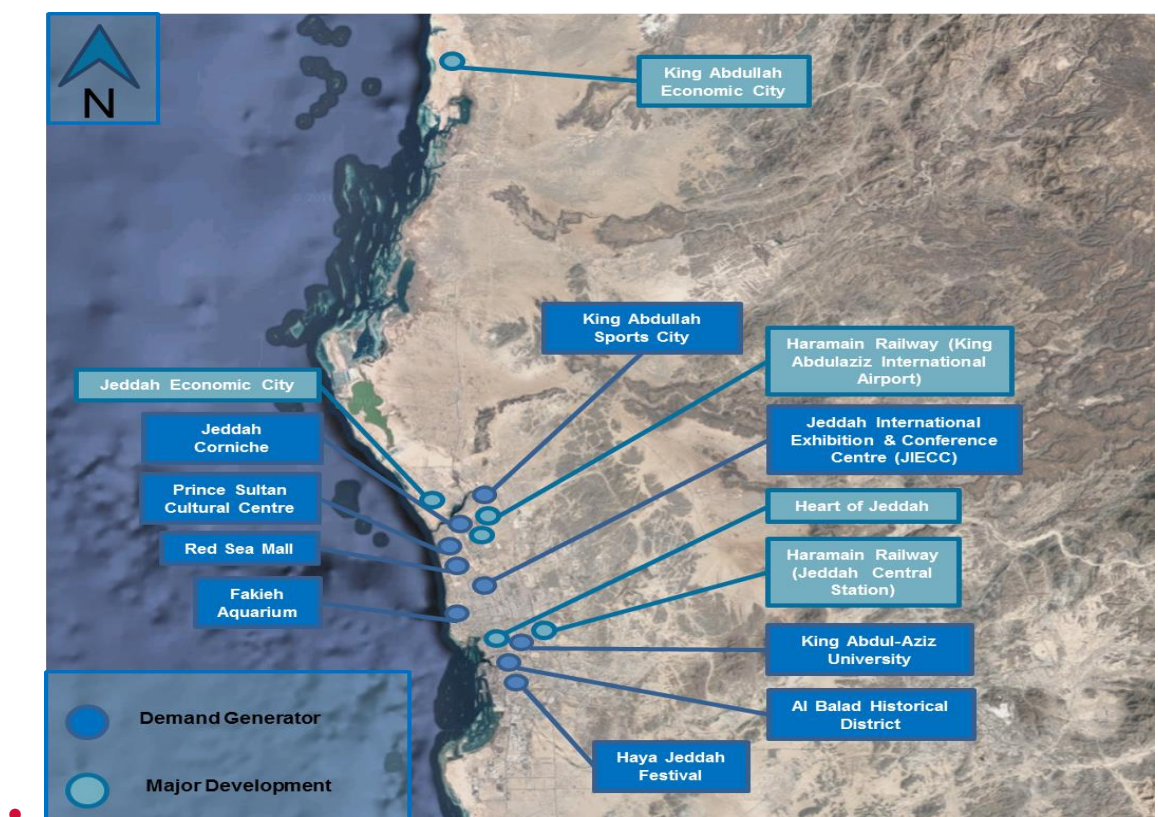 N
King Abdullah
Economic City
King Abdullah
Sports City
Haramain Railway (King
Abdulaziz International
Airport)
Jeddah Economic City
Jeddah
Corniche
Jeddah International
Exhibition & Conference
Centre (JIECC)
Prince Sultan
Cultural Centre
Heart of Jeddah
Red Sea Mall
Haramain Railway
(Jeddah Central
Station)
Fakieh
Aquarium
King Abdul-Aziz
University
Al Balad Historical
District
Haya Jeddah
Festival
Demand Generator
Major Development